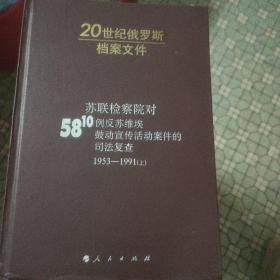 20世纪俄罗斯
档案文件
苏联检察院对
58¹⁰例反苏维埃
鼓动宣传活动案件的
司法复查
1953—1991(上)
人民出版社